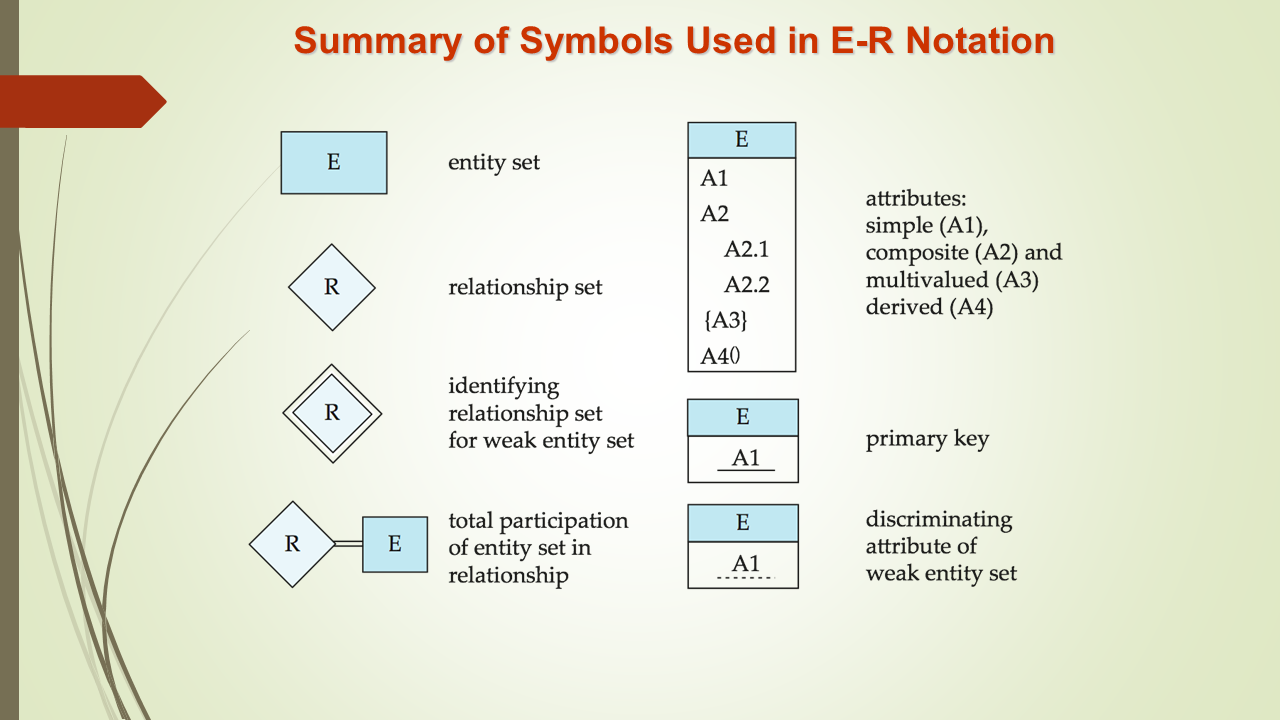 Summary of Symbols Used in E-R Notation
E
entity set
R
relationship set
R
identifying
relationship set
for weak entity set
R
E
total participation
of entity set in
relationship
E
A1
A2
A2.1
A2.2
{A3}
A4()
attributes:
simple (A1),
composite (A2) and
multivalued (A3)
derived (A4)
E
A1
primary key
E
A1
discriminating
attribute of
weak entity set